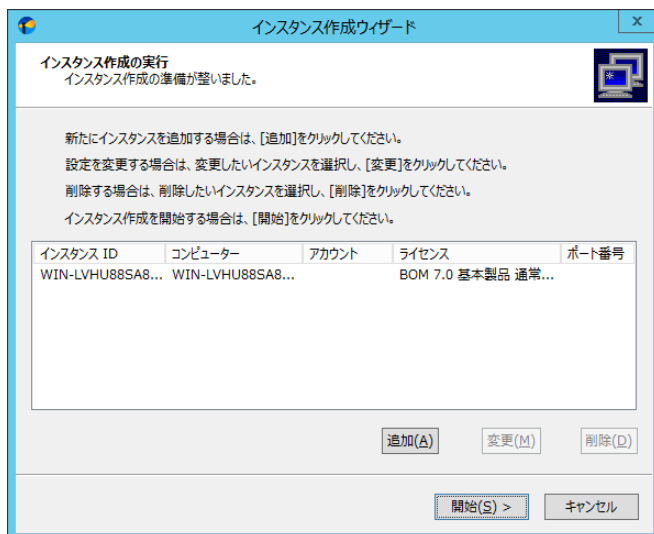 インスタンス作成ウィザード
x
インスタンス作成の実行
インスタンス作成の準備が整いました。
新たにインスタンスを追加する場合は、[追加]をクリックしてください。
設定を変更する場合は、変更したいインスタンスを選択し、[変更]をクリックしてください。
削除する場合は、削除したいインスタンスを選択し、[削除]をクリックしてください。
インスタンス作成を開始する場合は、[開始]をクリックしてください。
インスタンス ID コンピューター アカウント ライセンス ポート番号
WIN-LVHU88SA8... WIN-LVHU88SA8... BOM 7.0 基本製品 通常...
追加(A) 変更(M) 削除(D)
開始(S) > キャンセル